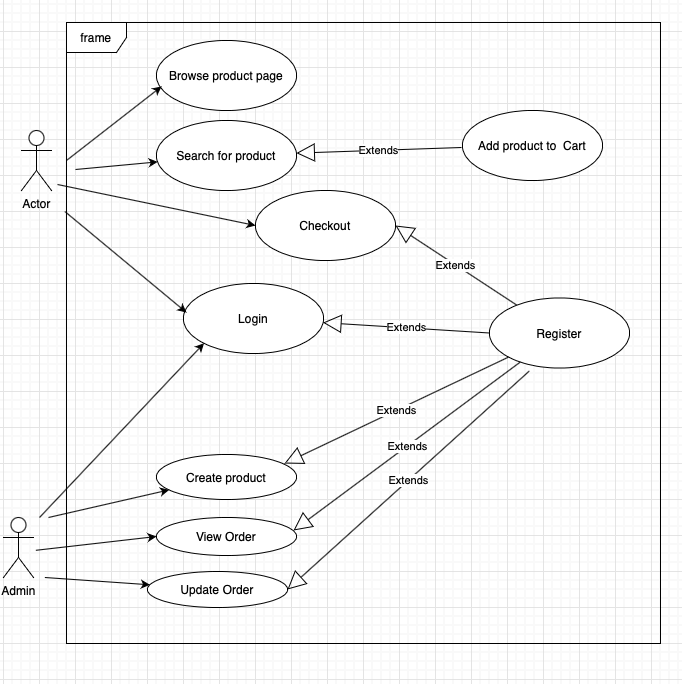 frame
Browse product page
Search for product
Extends
Add product to  Cart
Actor
Checkout
Extends
Login
Extends
Register
Extends
Extends
Create product
Extends
View Order
Admin
Update Order